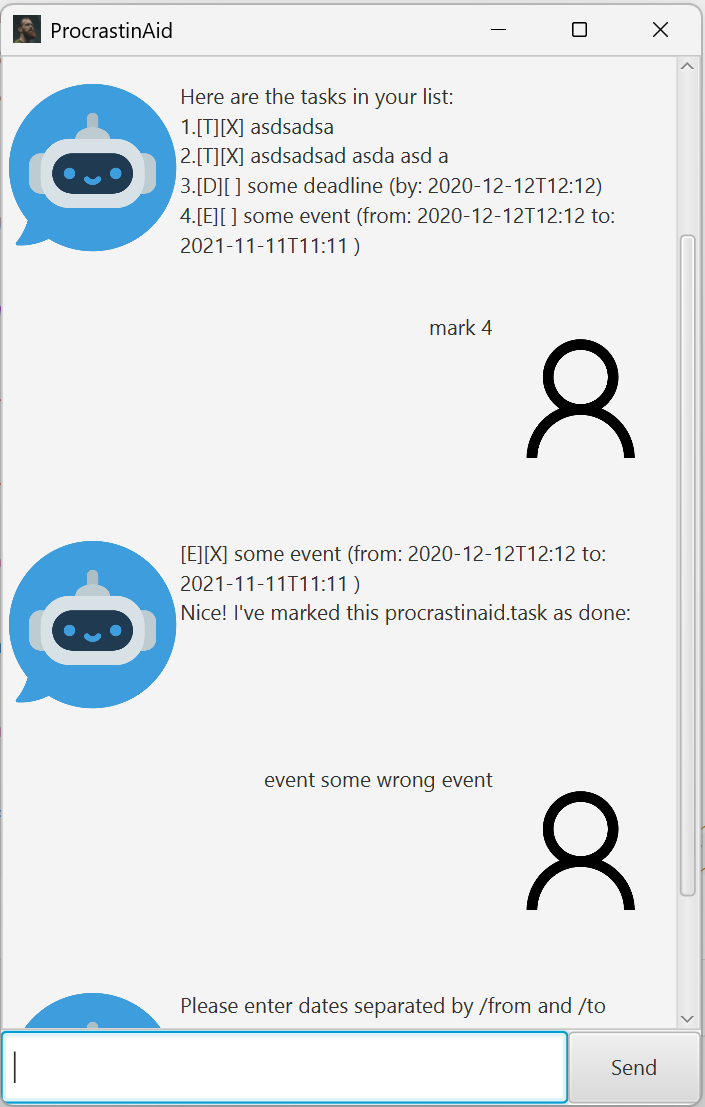 ProcrastinAid
Here are the tasks in your list:
1.[T][X] asdsadsa
2.[T][X] asdsadsad asda asd a
3.[D][ ] some deadline (by: 2020-12-12T12:12)
4.[E][ ] some event (from: 2020-12-12T12:12 to:
2021-11-11T11:11 )
mark 4
[E][X] some event (from: 2020-12-12T12:12 to:
2021-11-11T11:11 )
Nice! I've marked this procrastinaid.task as done:
event some wrong event
Please enter dates separated by /from and /to
Send